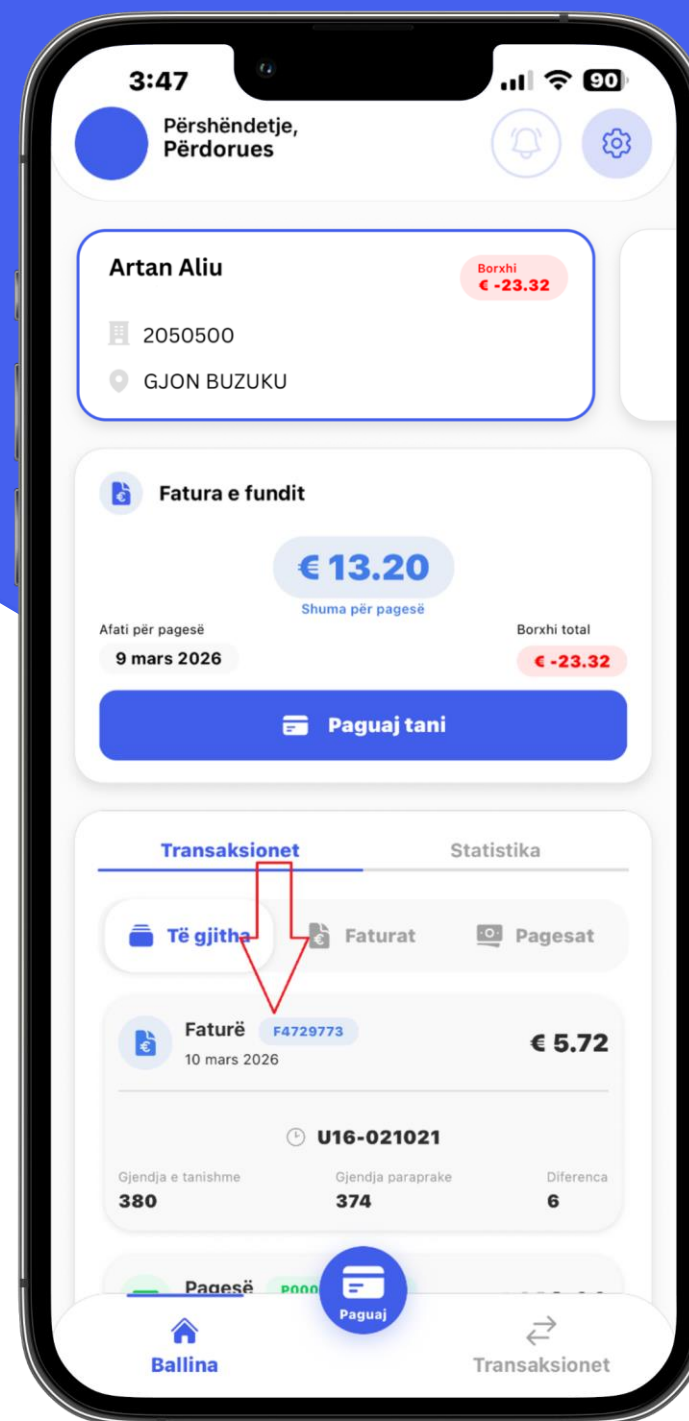 3:47
90
Përshëndetje,
Përdorues
Artan Aliu
Borxhi
€ -23.32
2050500
GJON BUZUKU
Fatura e fundit
€ 13.20
Shuma për pagesë
Afati për pagesë
Borxhi total
9 mars 2026
€ -23.32
Paguaj tani
Transaksionet
Statistika
Të gjitha
Faturat
Pagesat
Faturë
F4729773
€ 5.72
10 mars 2026
U16-021021
Gjendja e tanishme
Gjendja paraprake
Diferenca
380
374
6
Pagesë
Paguaj
Ballina
Transaksionet